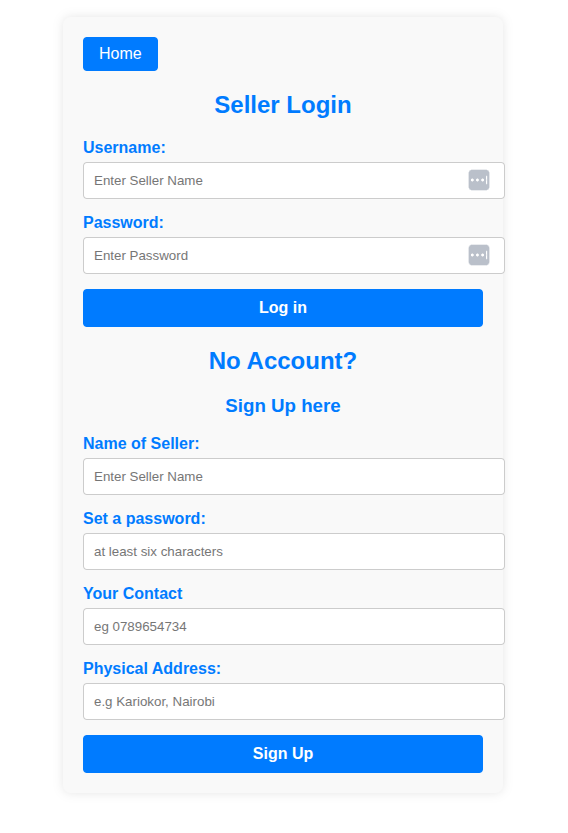 Home
Seller Login
Username:
Enter Seller Name
Password:
Enter Password
Log in
No Account?
Sign Up here
Name of Seller:
Enter Seller Name
Set a password:
at least six characters
Your Contact
eg 0789654734
Physical Address:
e.g Kariokor, Nairobi
Sign Up